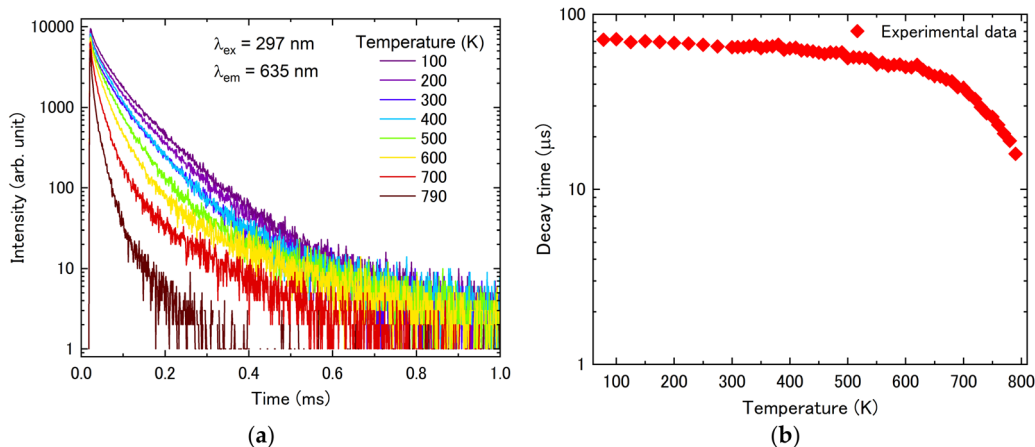 10000
1000
100
10
1
Intensity (arb. unit)
λex = 297 nm
λem = 635 nm
Temperature (K)
100
200
300
400
500
600
700
790
0.0 0.2 0.4 0.6 0.8 1.0
Time (ms)
(a)
100
10
1
Decay time (μs)
Experimental data
100 200 300 400 500 600 700 800
Temperature (K)
(b)